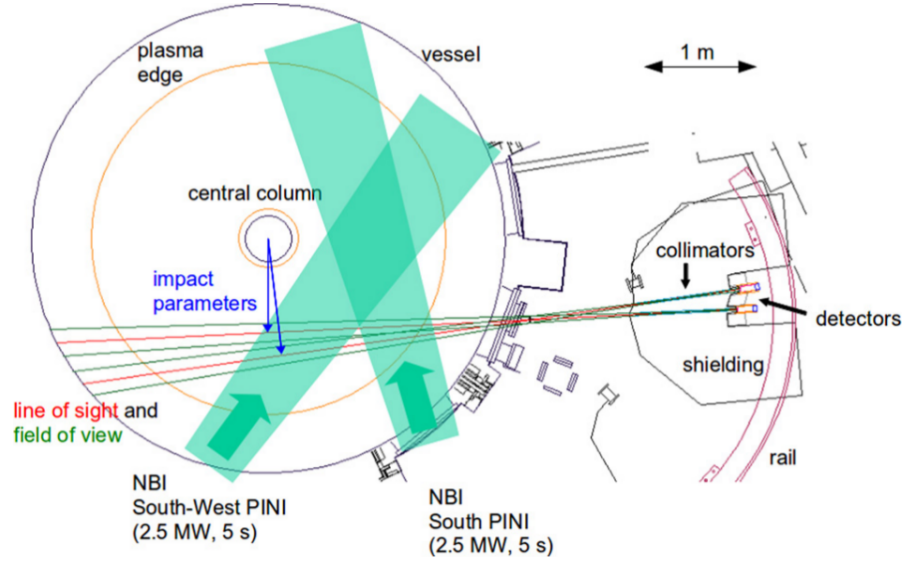 plasma
edge
vessel
1 m
central column
impact
parameters
collimators
detectors
shielding
line of sight and
field of view
rail
NBI
South-West PINI
(2.5 MW, 5 s)
NBI
South PINI
(2.5 MW, 5 s)